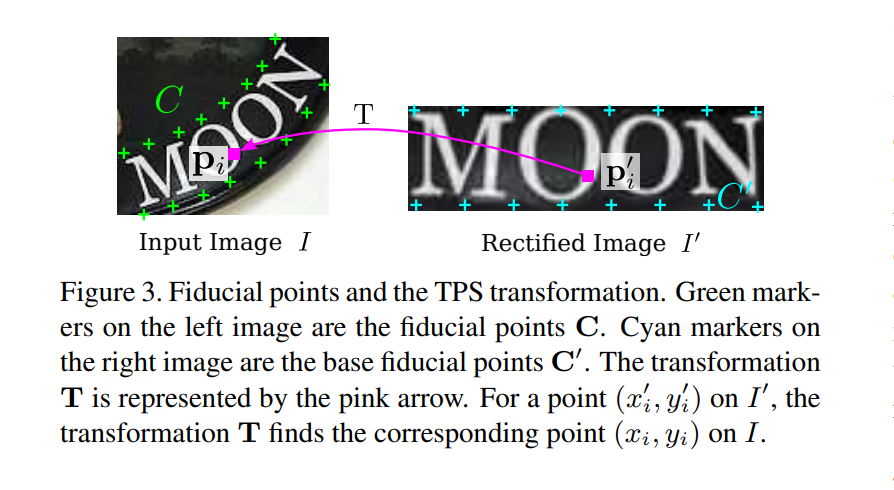 C
MOON
p_i
T
MOON
p'_i
C'
Input Image I
Rectified Image I′
Figure 3. Fiducial points and the TPS transformation. Green mark-
ers on the left image are the fiducial points C. Cyan markers on
the right image are the base fiducial points C′. The transformation
T is represented by the pink arrow. For a point (x′_i, y′_i) on I′, the
transformation T finds the corresponding point (x_i, y_i) on I.